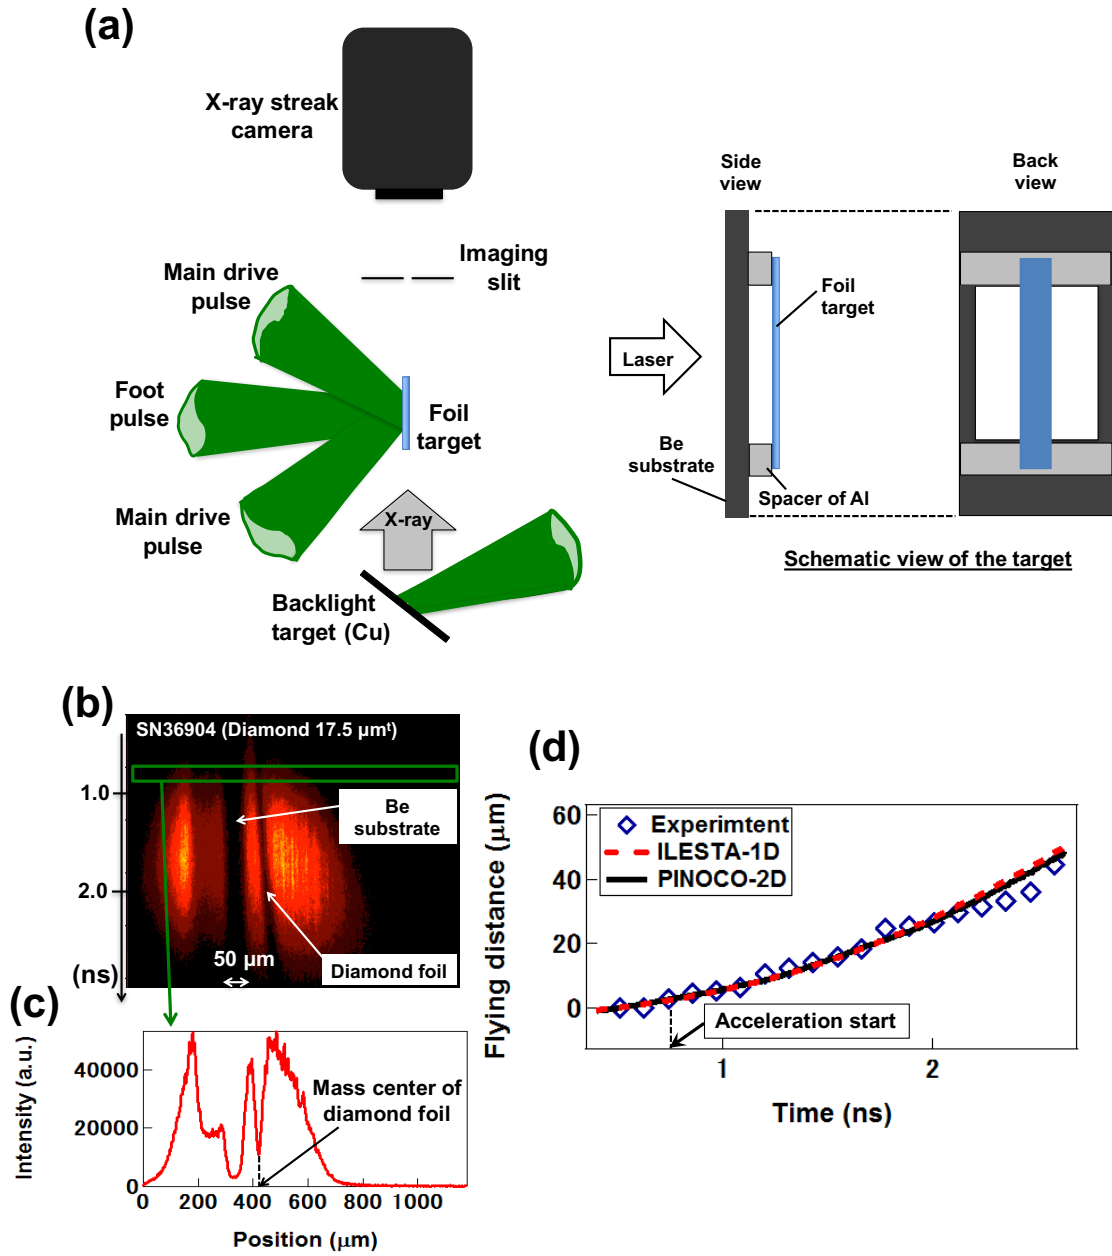 (a)
X-ray streak
camera
Imaging
slit
Main drive
pulse
Foot
pulse
Foil
target
Main drive
pulse
X-ray
Backlight
target (Cu)
Side
view
Back
view
Foil
target
Laser
Be
substrate
Spacer of Al
Schematic view of the target
(b)
SN36904 (Diamond 17.5 µmᵗ)
1.0
Be
substrate
2.0
50 µm
Diamond foil
(ns)
(c)
Intensity (a.u.)
40000
20000
0
Mass center of
diamond foil
0 200 400 600 800 1000
Position (µm)
(d)
Flying distance (µm)
60
40
20
0
Experimtent
ILESTA-1D
PINOCO-2D
Acceleration start
1 2
Time (ns)